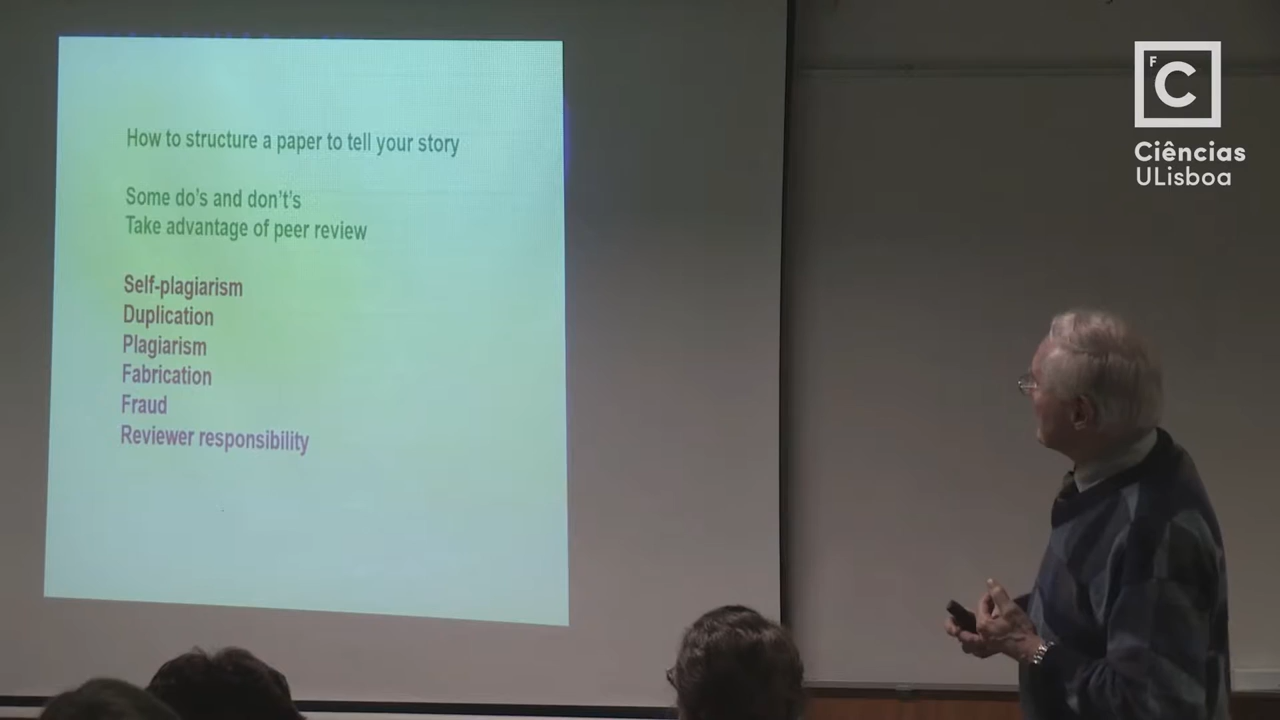 How to structure a paper to tell your story
Some do's and don't's
Take advantage of peer review
Self-plagiarism
Duplication
Plagiarism
Fabrication
Fraud
Reviewer responsibility
F
C
Ciências
ULisboa